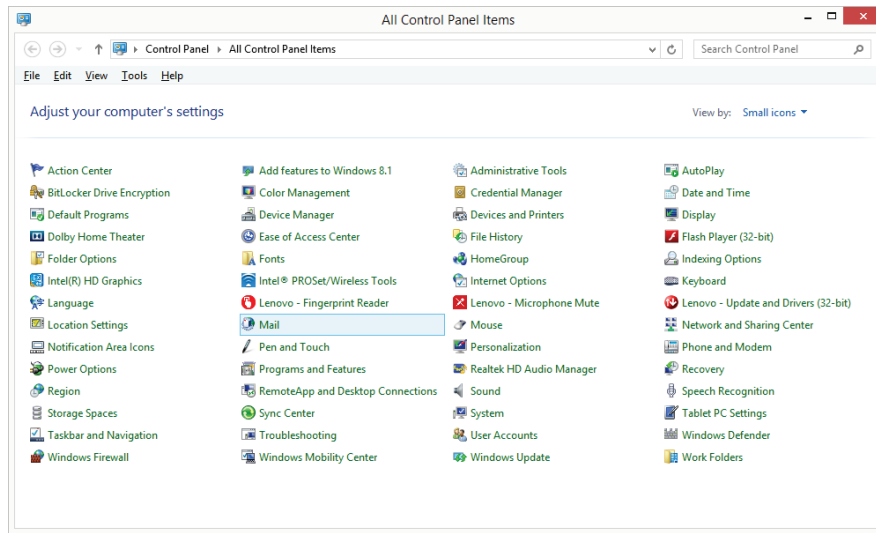 All Control Panel Items
Control Panel All Control Panel Items Search Control Panel
File Edit View Tools Help
Adjust your computer's settings View by: Small icons
Action Center Add features to Windows 8.1 Administrative Tools AutoPlay
BitLocker Drive Encryption Color Management Credential Manager Date and Time
Default Programs Device Manager Devices and Printers Display
Dolby Home Theater Ease of Access Center File History Flash Player (32-bit)
Folder Options Fonts HomeGroup Indexing Options
Intel(R) HD Graphics Intel® PROSet/Wireless Tools Internet Options Keyboard
Language Lenovo - Fingerprint Reader Lenovo - Microphone Mute Lenovo - Update and Drivers (32-bit)
Location Settings Mail Mouse Network and Sharing Center
Notification Area Icons Pen and Touch Personalization Phone and Modem
Power Options Programs and Features Realtek HD Audio Manager Recovery
Region RemoteApp and Desktop Connections Sound Speech Recognition
Storage Spaces Sync Center System Tablet PC Settings
Taskbar and Navigation Troubleshooting User Accounts Windows Defender
Windows Firewall Windows Mobility Center Windows Update Work Folders